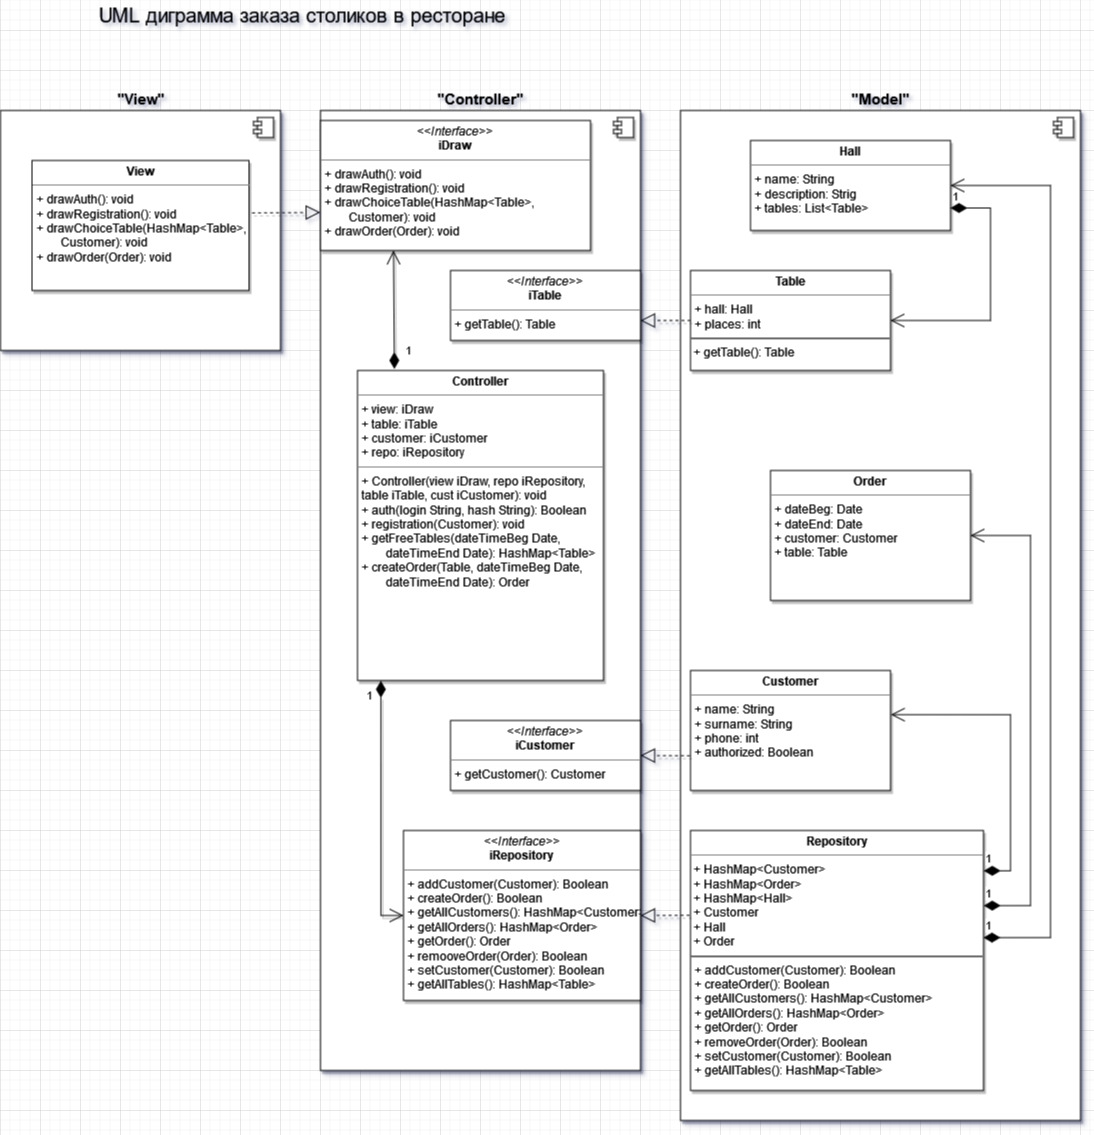 UML диграмма заказа столиков в ресторане
"View"
View
+ drawAuth(): void
+ drawRegistration(): void
+ drawChoiceTable(HashMap<Table>,
Customer): void
+ drawOrder(Order): void
"Controller"
<<Interface>>
iDraw
+ drawAuth(): void
+ drawRegistration(): void
+ drawChoiceTable(HashMap<Table>,
Customer): void
+ drawOrder(Order): void
<<Interface>>
iTable
+ getTable(): Table
1
Controller
+ view: iDraw
+ table: iTable
+ customer: iCustomer
+ repo: iRepository
+ Controller(view iDraw, repo iRepository,
table iTable, cust iCustomer): void
+ auth(login String, hash String): Boolean
+ registration(Customer): void
+ getFreeTables(dateTimeBeg Date,
dateTimeEnd Date): HashMap<Table>
+ createOrder(Table, dateTimeBeg Date,
dateTimeEnd Date): Order
1
<<Interface>>
iCustomer
+ getCustomer(): Customer
<<Interface>>
iRepository
+ addCustomer(Customer): Boolean
+ createOrder(): Boolean
+ getAllCustomers(): HashMap<Customer
+ getAllOrders(): HashMap<Order>
+ getOrder(): Order
+ remooveOrder(Order): Boolean
+ setCustomer(Customer): Boolean
+ getAllTables(): HashMap<Table>
"Model"
Hall
+ name: String
+ description: Strig
+ tables: List<Table>
1
Table
+ hall: Hall
+ places: int
+ getTable(): Table
Order
+ dateBeg: Date
+ dateEnd: Date
+ customer: Customer
+ table: Table
Customer
+ name: String
+ surname: String
+ phone: int
+ authorized: Boolean
Repository
+ HashMap<Customer>
+ HashMap<Order>
+ HashMap<Hall>
+ Customer
+ Hall
+ Order
1
1
1
+ addCustomer(Customer): Boolean
+ createOrder(): Boolean
+ getAllCustomers(): HashMap<Customer>
+ getAllOrders(): HashMap<Order>
+ getOrder(): Order
+ removeOrder(Order): Boolean
+ setCustomer(Customer): Boolean
+ getAllTables(): HashMap<Table>